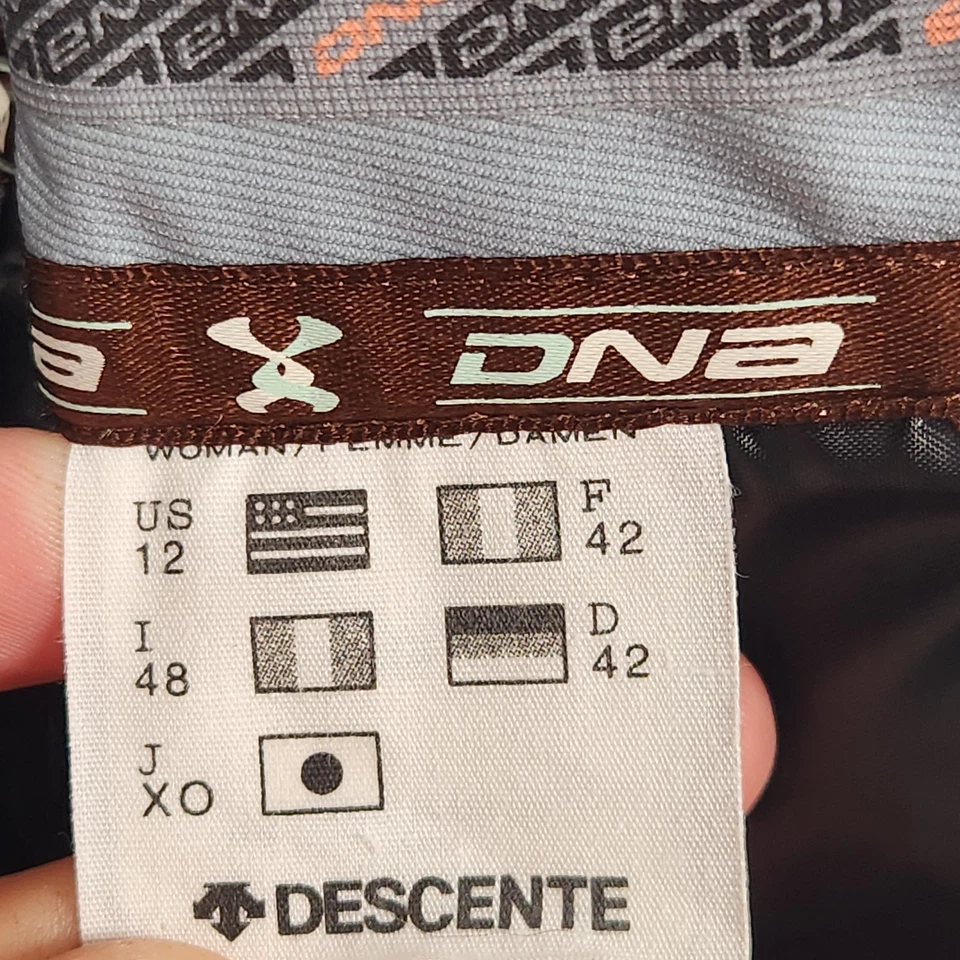 DNA
WOMAN/FEMME/DAMEN
US
12
F
42
I
48
D
42
J
XO
DESCENTE